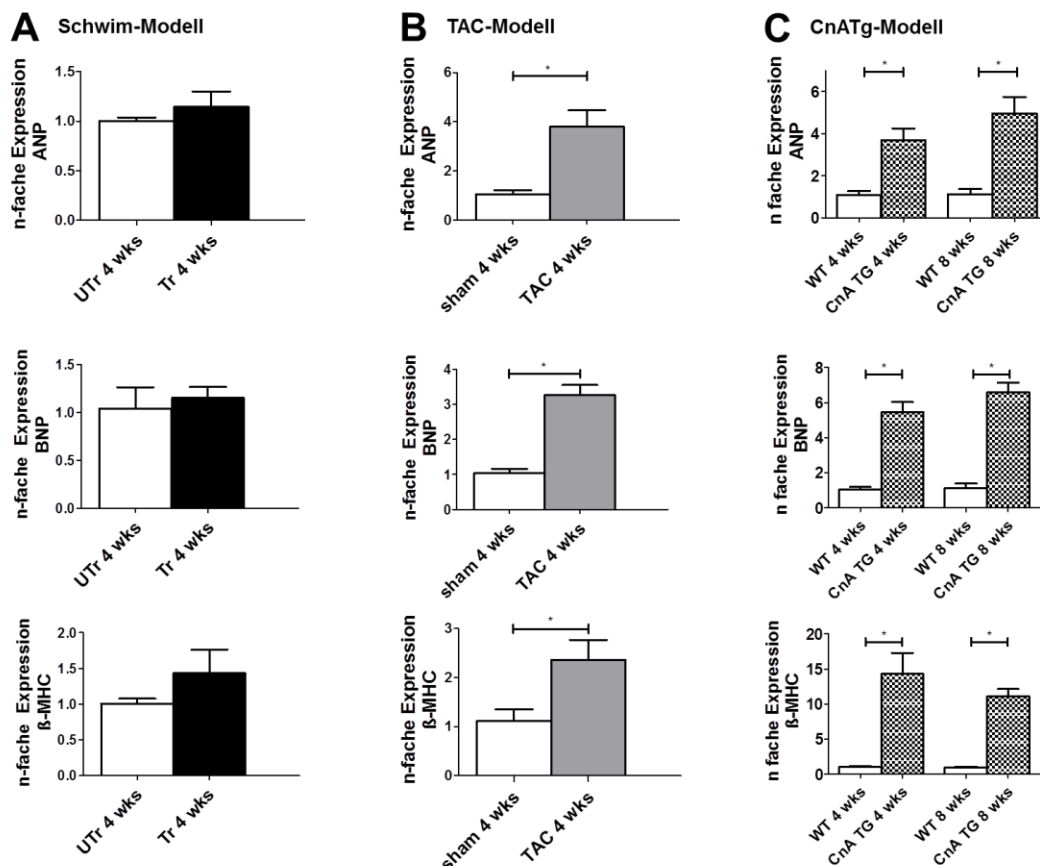 A Schwim-Modell
B TAC-Modell
C CnATg-Modell
n-fache Expression
ANP
1.5
1.0
0.5
0.0
UTr 4 wks
Tr 4 wks
n-fache Expression
ANP
6
4
2
0
*
sham 4 wks
TAC 4 wks
n fache Expression
ANP
6
4
2
0
*
*
WT 4 wks
CnA TG 4 wks
WT 8 wks
CnA TG 8 wks
n-fache Expression
BNP
1.5
1.0
0.5
0.0
UTr 4 wks
Tr 4 wks
n-fache Expression
BNP
4
3
2
1
0
*
sham 4 wks
TAC 4 wks
n fache Expression
BNP
8
6
4
2
0
*
*
WT 4 wks
CnA TG 4 wks
WT 8 wks
CnA TG 8 wks
n-fache Expression
ß-MHC
2.0
1.5
1.0
0.5
0.0
UTr 4 wks
Tr 4 wks
n-fache Expression
ß-MHC
3
2
1
0
*
sham 4 wks
TAC 4 wks
n fache Expression
ß-MHC
20
15
10
5
0
*
*
WT 4 wks
CnA TG 4 wks
WT 8 wks
CnA TG 8 wks